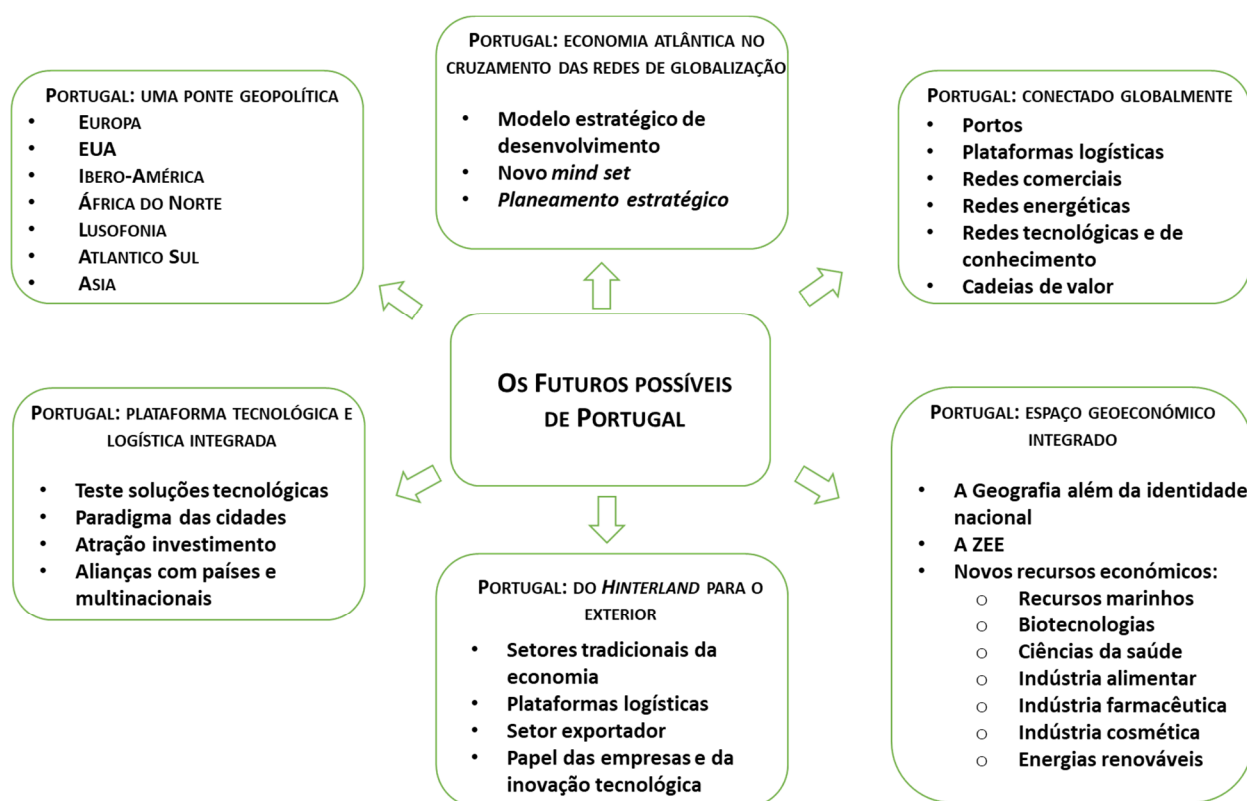 PORTUGAL: ECONOMIA ATLÂNTICA NO
CRUZAMENTO DAS REDES DE GLOBALIZAÇÃO
• Modelo estratégico de
desenvolvimento
• Novo mind set
• Planeamento estratégico
PORTUGAL: UMA PONTE GEOPOLÍTICA
• EUROPA
• EUA
• IBERO-AMÉRICA
• ÁFRICA DO NORTE
• LUSOFONIA
• ATLANTICO SUL
• ASIA
PORTUGAL: CONECTADO GLOBALMENTE
• Portos
• Plataformas logísticas
• Redes comerciais
• Redes energéticas
• Redes tecnológicas e de
conhecimento
• Cadeias de valor
OS FUTUROS POSSÍVEIS
DE PORTUGAL
PORTUGAL: PLATAFORMA TECNOLÓGICA E
LOGÍSTICA INTEGRADA
• Teste soluções tecnológicas
• Paradigma das cidades
• Atração investimento
• Alianças com países e
multinacionais
PORTUGAL: DO HINTERLAND PARA O
EXTERIOR
• Setores tradicionais da
economia
• Plataformas logísticas
• Setor exportador
• Papel das empresas e da
inovação tecnológica
PORTUGAL: ESPAÇO GEOECONÓMICO
INTEGRADO
• A Geografia além da identidade
nacional
• A ZEE
• Novos recursos económicos:
o Recursos marinhos
o Biotecnologias
o Ciências da saúde
o Indústria alimentar
o Indústria farmacêutica
o Indústria cosmética
o Energias renováveis